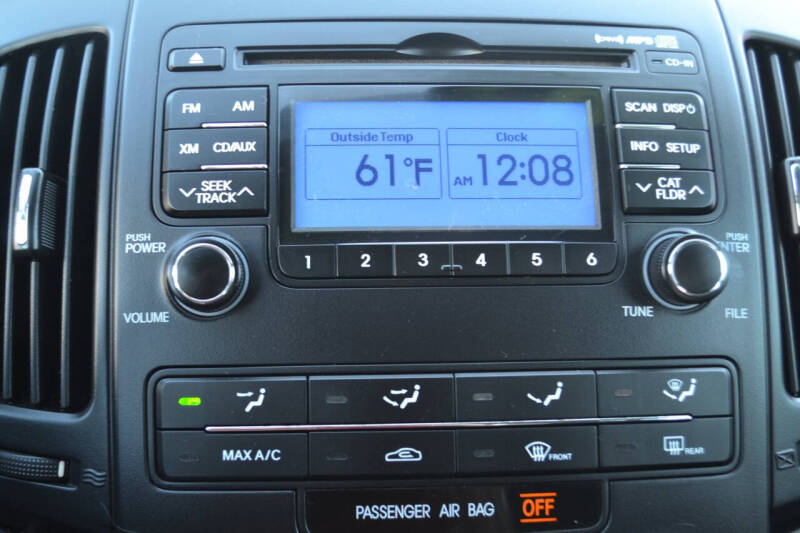 MP3
CD-IN
FM AM
SCAN DISP
XM CD/AUX
INFO SETUP
SEEK
TRACK
CAT
FLDR
Outside Temp
61°F
Clock
AM 12:08
PUSH
POWER
VOLUME
1 2 3 4 5 6
PUSH
ENTER
TUNE
FILE
MAX A/C
FRONT
REAR
PASSENGER AIR BAG OFF